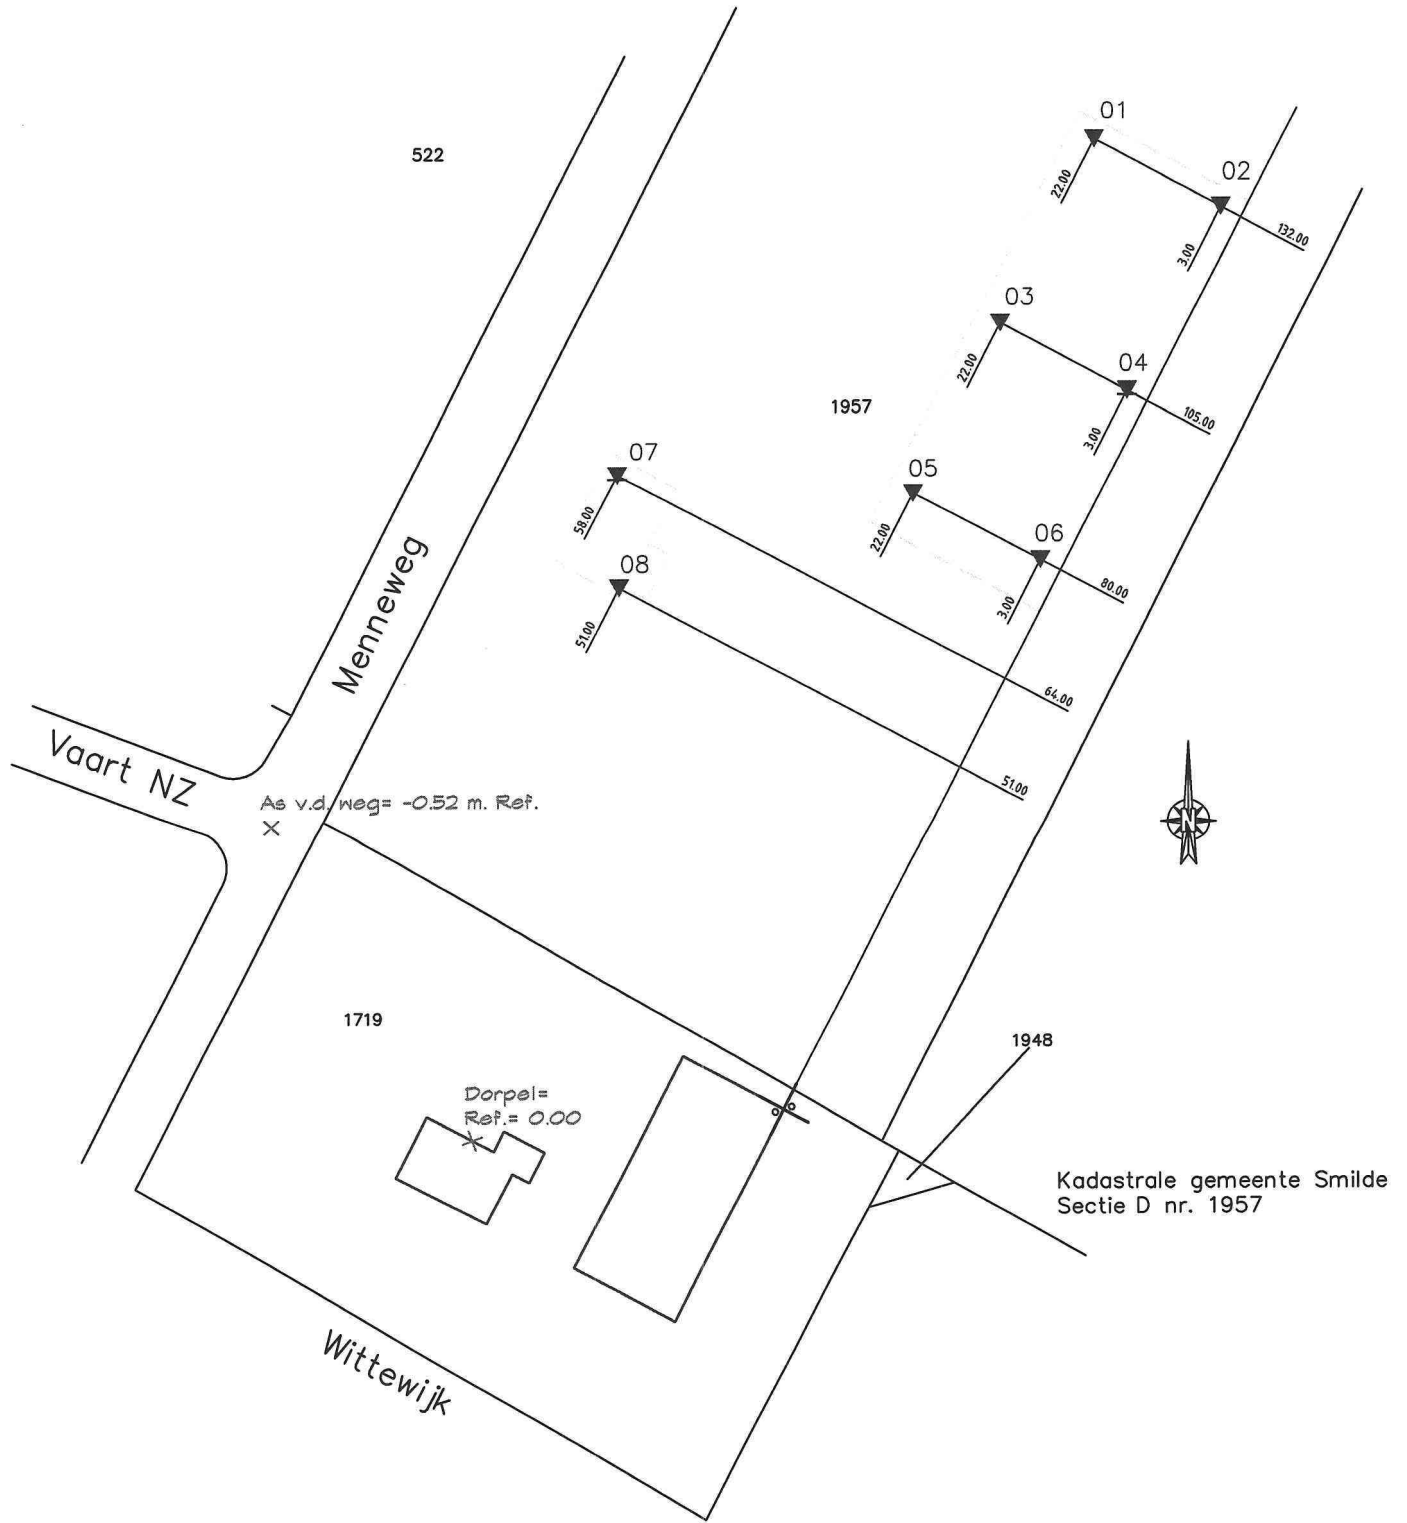 01
522
02
22.00
132.00
3.00
03
04
22.00
1957
105.00
3.00
07
05
58.00
22.00
06
08
80.00
3.00
Menneweg
51.00
64.00
Vaart NZ
51.00
As v.d. weg= -0.52 m. Ref.
N
1719
1948
Dorpel=
Ref.= 0.00
Kadastrale gemeente Smilde
Sectie D nr. 1957
Wittewijk